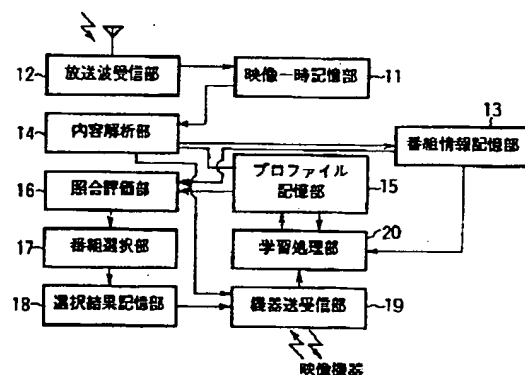 12 放送波受信部
映像一時記憶部 11
13
14 内容解析部
番組情報記憶部
プロファイル
記憶部
15
16 照合評価部
20
17 番組選択部
学習処理部
18 選択結果記憶部
機器送受信部 19
映像機器